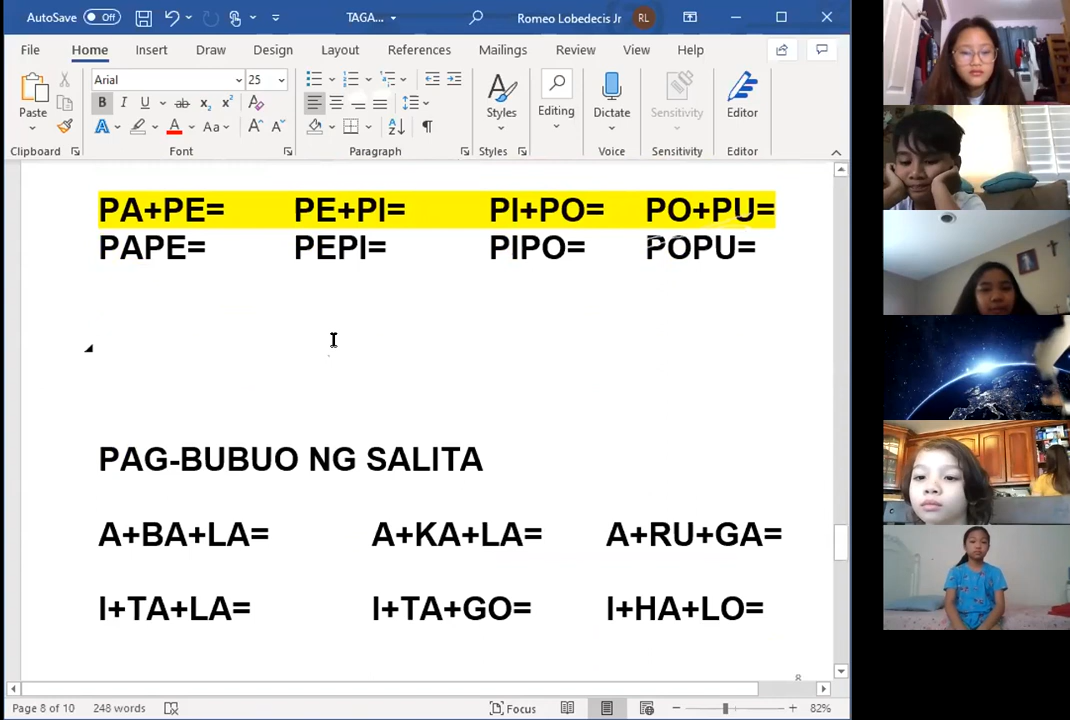 AutoSave Off TAGA... Romeo Lobedecis Jr RL
File Home Insert Draw Design Layout References Mailings Review View Help
Arial 25
Paste Styles Editing Dictate Sensitivity Editor
Clipboard Font Paragraph Styles Voice Sensitivity Editor
PA+PE= PE+PI= PI+PO= PO+PU=
PAPE= PEPI= PIPO= POPU=
PAG-BUBUO NG SALITA
A+BA+LA= A+KA+LA= A+RU+GA=
I+TA+LA= I+TA+GO= I+HA+LO=
8
Page 8 of 10 248 words Focus 82%